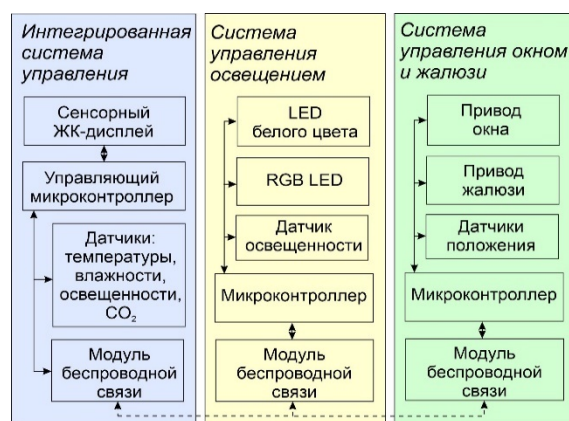 Интегрированная
система
управления
Сенсорный
ЖК-дисплей
Управляющий
микроконтроллер
Датчики:
температуры,
влажности,
освещенности,
CO₂
Модуль
беспроводной
связи
Система
управления
освещением
LED
белого цвета
RGB LED
Датчик
освещенности
Микроконтроллер
Модуль
беспроводной
связи
Система
управления окном
и жалюзи
Привод
окна
Привод
жалюзи
Датчики
положения
Микроконтроллер
Модуль
беспроводной
связи